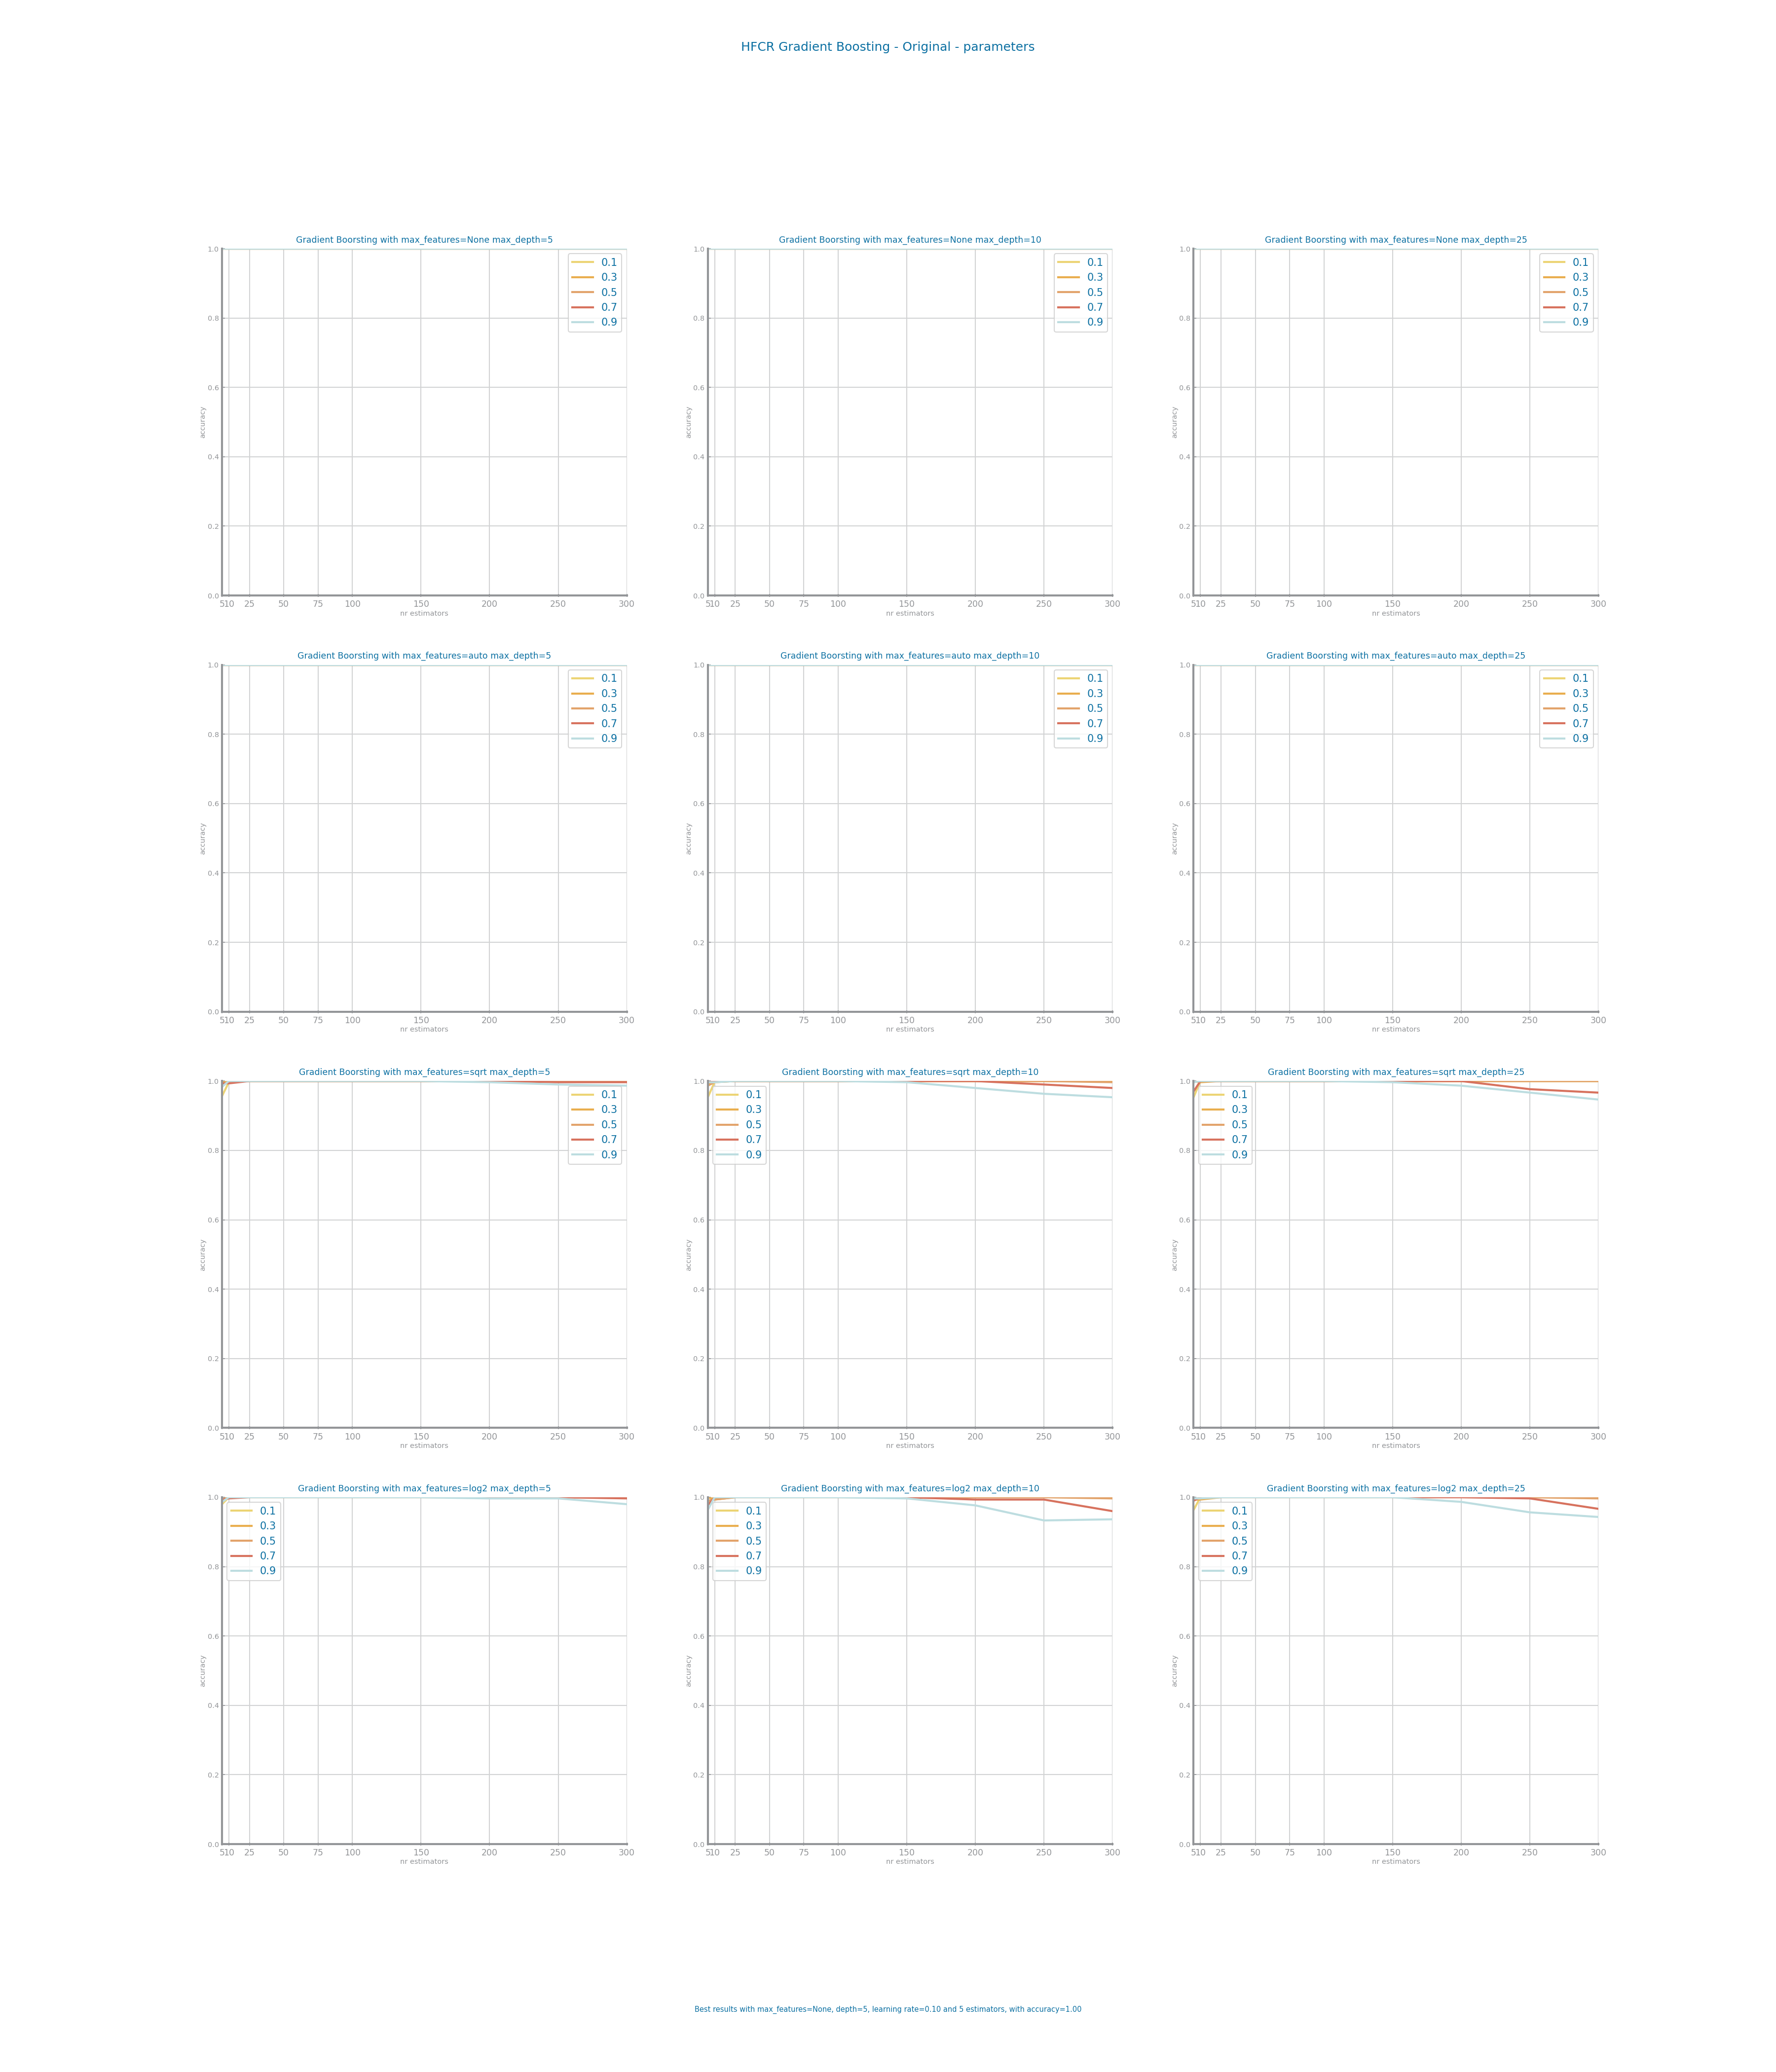 HFCR Gradient Boosting - Original - parameters
Gradient Boorsting with max_features=None max_depth=5
1.0
0.8
0.6
0.4
0.2
0.0
accuracy
0.1
0.3
0.5
0.7
0.9
5 10 25 50 75 100 150 200 250 300
nr estimators
Gradient Boorsting with max_features=None max_depth=10
1.0
0.8
0.6
0.4
0.2
0.0
accuracy
0.1
0.3
0.5
0.7
0.9
5 10 25 50 75 100 150 200 250 300
nr estimators
Gradient Boorsting with max_features=None max_depth=25
1.0
0.8
0.6
0.4
0.2
0.0
accuracy
0.1
0.3
0.5
0.7
0.9
5 10 25 50 75 100 150 200 250 300
nr estimators
Gradient Boorsting with max_features=auto max_depth=5
1.0
0.8
0.6
0.4
0.2
0.0
accuracy
0.1
0.3
0.5
0.7
0.9
5 10 25 50 75 100 150 200 250 300
nr estimators
Gradient Boorsting with max_features=auto max_depth=10
1.0
0.8
0.6
0.4
0.2
0.0
accuracy
0.1
0.3
0.5
0.7
0.9
5 10 25 50 75 100 150 200 250 300
nr estimators
Gradient Boorsting with max_features=auto max_depth=25
1.0
0.8
0.6
0.4
0.2
0.0
accuracy
0.1
0.3
0.5
0.7
0.9
5 10 25 50 75 100 150 200 250 300
nr estimators
Gradient Boorsting with max_features=sqrt max_depth=5
1.0
0.8
0.6
0.4
0.2
0.0
accuracy
0.1
0.3
0.5
0.7
0.9
5 10 25 50 75 100 150 200 250 300
nr estimators
Gradient Boorsting with max_features=sqrt max_depth=10
1.0
0.8
0.6
0.4
0.2
0.0
accuracy
0.1
0.3
0.5
0.7
0.9
5 10 25 50 75 100 150 200 250 300
nr estimators
Gradient Boorsting with max_features=sqrt max_depth=25
1.0
0.8
0.6
0.4
0.2
0.0
accuracy
0.1
0.3
0.5
0.7
0.9
5 10 25 50 75 100 150 200 250 300
nr estimators
Gradient Boorsting with max_features=log2 max_depth=5
1.0
0.8
0.6
0.4
0.2
0.0
accuracy
0.1
0.3
0.5
0.7
0.9
5 10 25 50 75 100 150 200 250 300
nr estimators
Gradient Boorsting with max_features=log2 max_depth=10
1.0
0.8
0.6
0.4
0.2
0.0
accuracy
0.1
0.3
0.5
0.7
0.9
5 10 25 50 75 100 150 200 250 300
nr estimators
Gradient Boorsting with max_features=log2 max_depth=25
1.0
0.8
0.6
0.4
0.2
0.0
accuracy
0.1
0.3
0.5
0.7
0.9
5 10 25 50 75 100 150 200 250 300
nr estimators
Best results with max_features=None, depth=5, learning rate=0.10 and 5 estimators, with accuracy=1.00